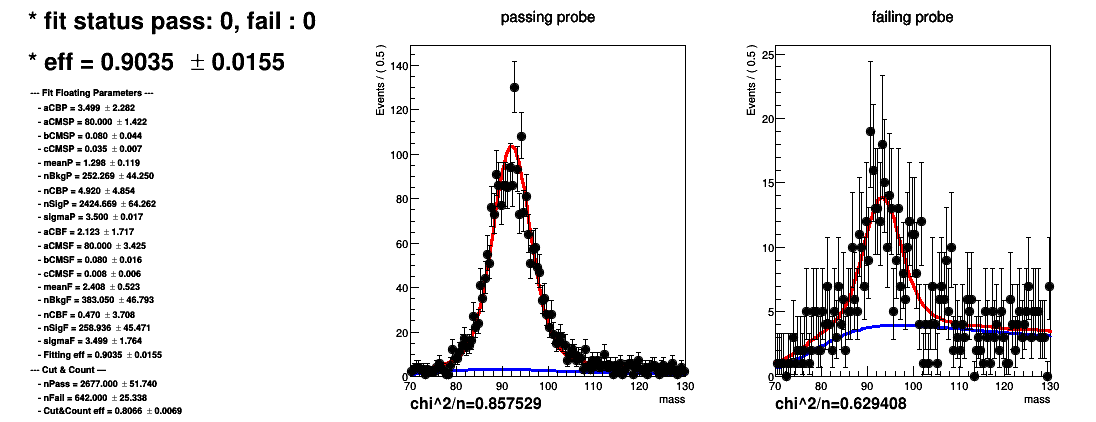 * fit status pass: 0, fail : 0
* eff = 0.9035 ± 0.0155
--- Fit Floating Parameters ---
- aCBP = 3.499 ± 2.282
- aCMSP = 80.000 ± 1.422
- bCMSP = 0.080 ± 0.044
- cCMSP = 0.035 ± 0.007
- meanP = 1.298 ± 0.119
- nBkgP = 252.269 ± 44.250
- nCBP = 4.920 ± 4.854
- nSigP = 2424.669 ± 64.262
- sigmaP = 3.500 ± 0.017
- aCBF = 2.123 ± 1.717
- aCMSF = 80.000 ± 3.425
- bCMSF = 0.080 ± 0.016
- cCMSF = 0.008 ± 0.006
- meanF = 2.408 ± 0.523
- nBkgF = 383.050 ± 46.793
- nCBF = 0.470 ± 3.708
- nSigF = 258.936 ± 45.471
- sigmaF = 3.499 ± 1.764
- Fitting eff = 0.9035 ± 0.0155
--- Cut & Count ---
- nPass = 2677.000 ± 51.740
- nFail = 642.000 ± 25.338
- Cut&Count eff = 0.8066 ± 0.0069
passing probe
Events / ( 0.5 )
140
120
100
80
60
40
20
0
70 80 90 100 110 120 130
mass
chi^2/n=0.857529
failing probe
Events / ( 0.5 )
25
20
15
10
5
0
70 80 90 100 110 120 130
mass
chi^2/n=0.629408